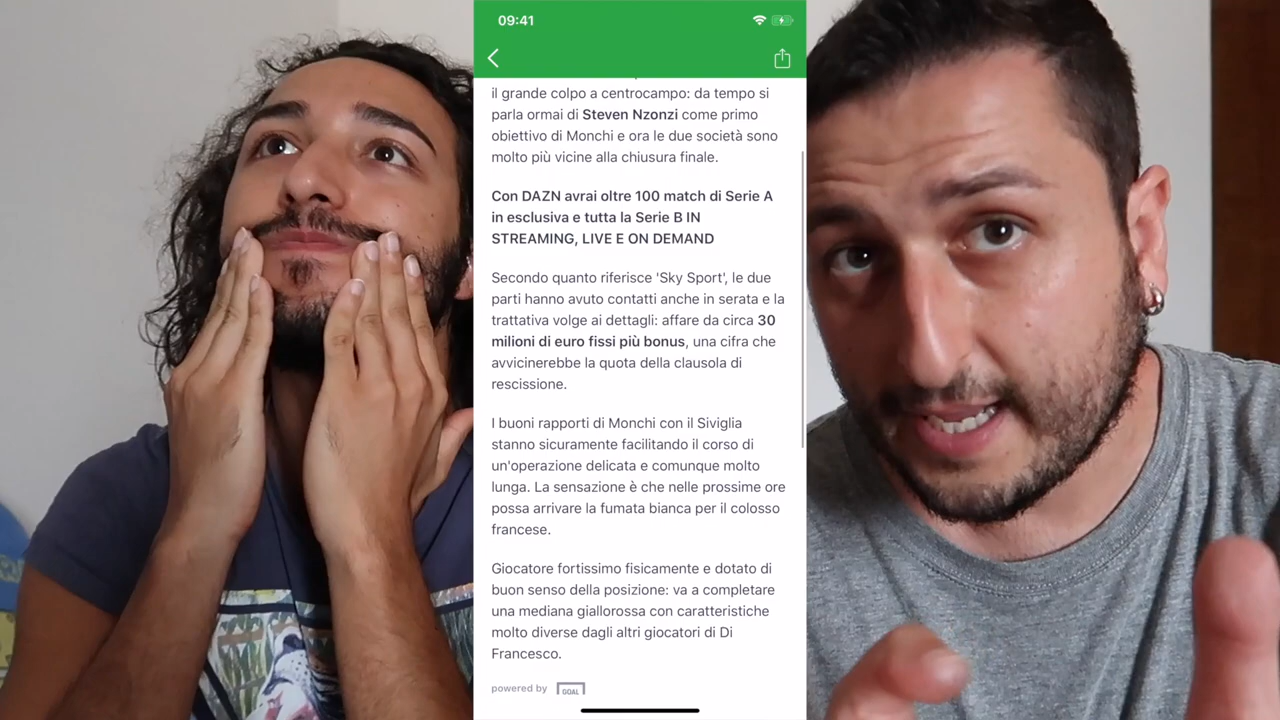 09:41
il grande colpo a centrocampo: da tempo si
parla ormai di Steven Nzonzi come primo
obiettivo di Monchi e ora le due società sono
molto più vicine alla chiusura finale.
Con DAZN avrai oltre 100 match di Serie A
in esclusiva e tutta la Serie B IN
STREAMING, LIVE E ON DEMAND
Secondo quanto riferisce 'Sky Sport', le due
parti hanno avuto contatti anche in serata e la
trattativa volge ai dettagli: affare da circa 30
milioni di euro fissi più bonus, una cifra che
avvicinerebbe la quota della clausola di
rescissione.
I buoni rapporti di Monchi con il Siviglia
stanno sicuramente facilitando il corso di
un'operazione delicata e comunque molto
lunga. La sensazione è che nelle prossime ore
possa arrivare la fumata bianca per il colosso
francese.
Giocatore fortissimo fisicamente e dotato di
buon senso della posizione: va a completare
una mediana giallorossa con caratteristiche
molto diverse dagli altri giocatori di Di
Francesco.
powered by GOAL